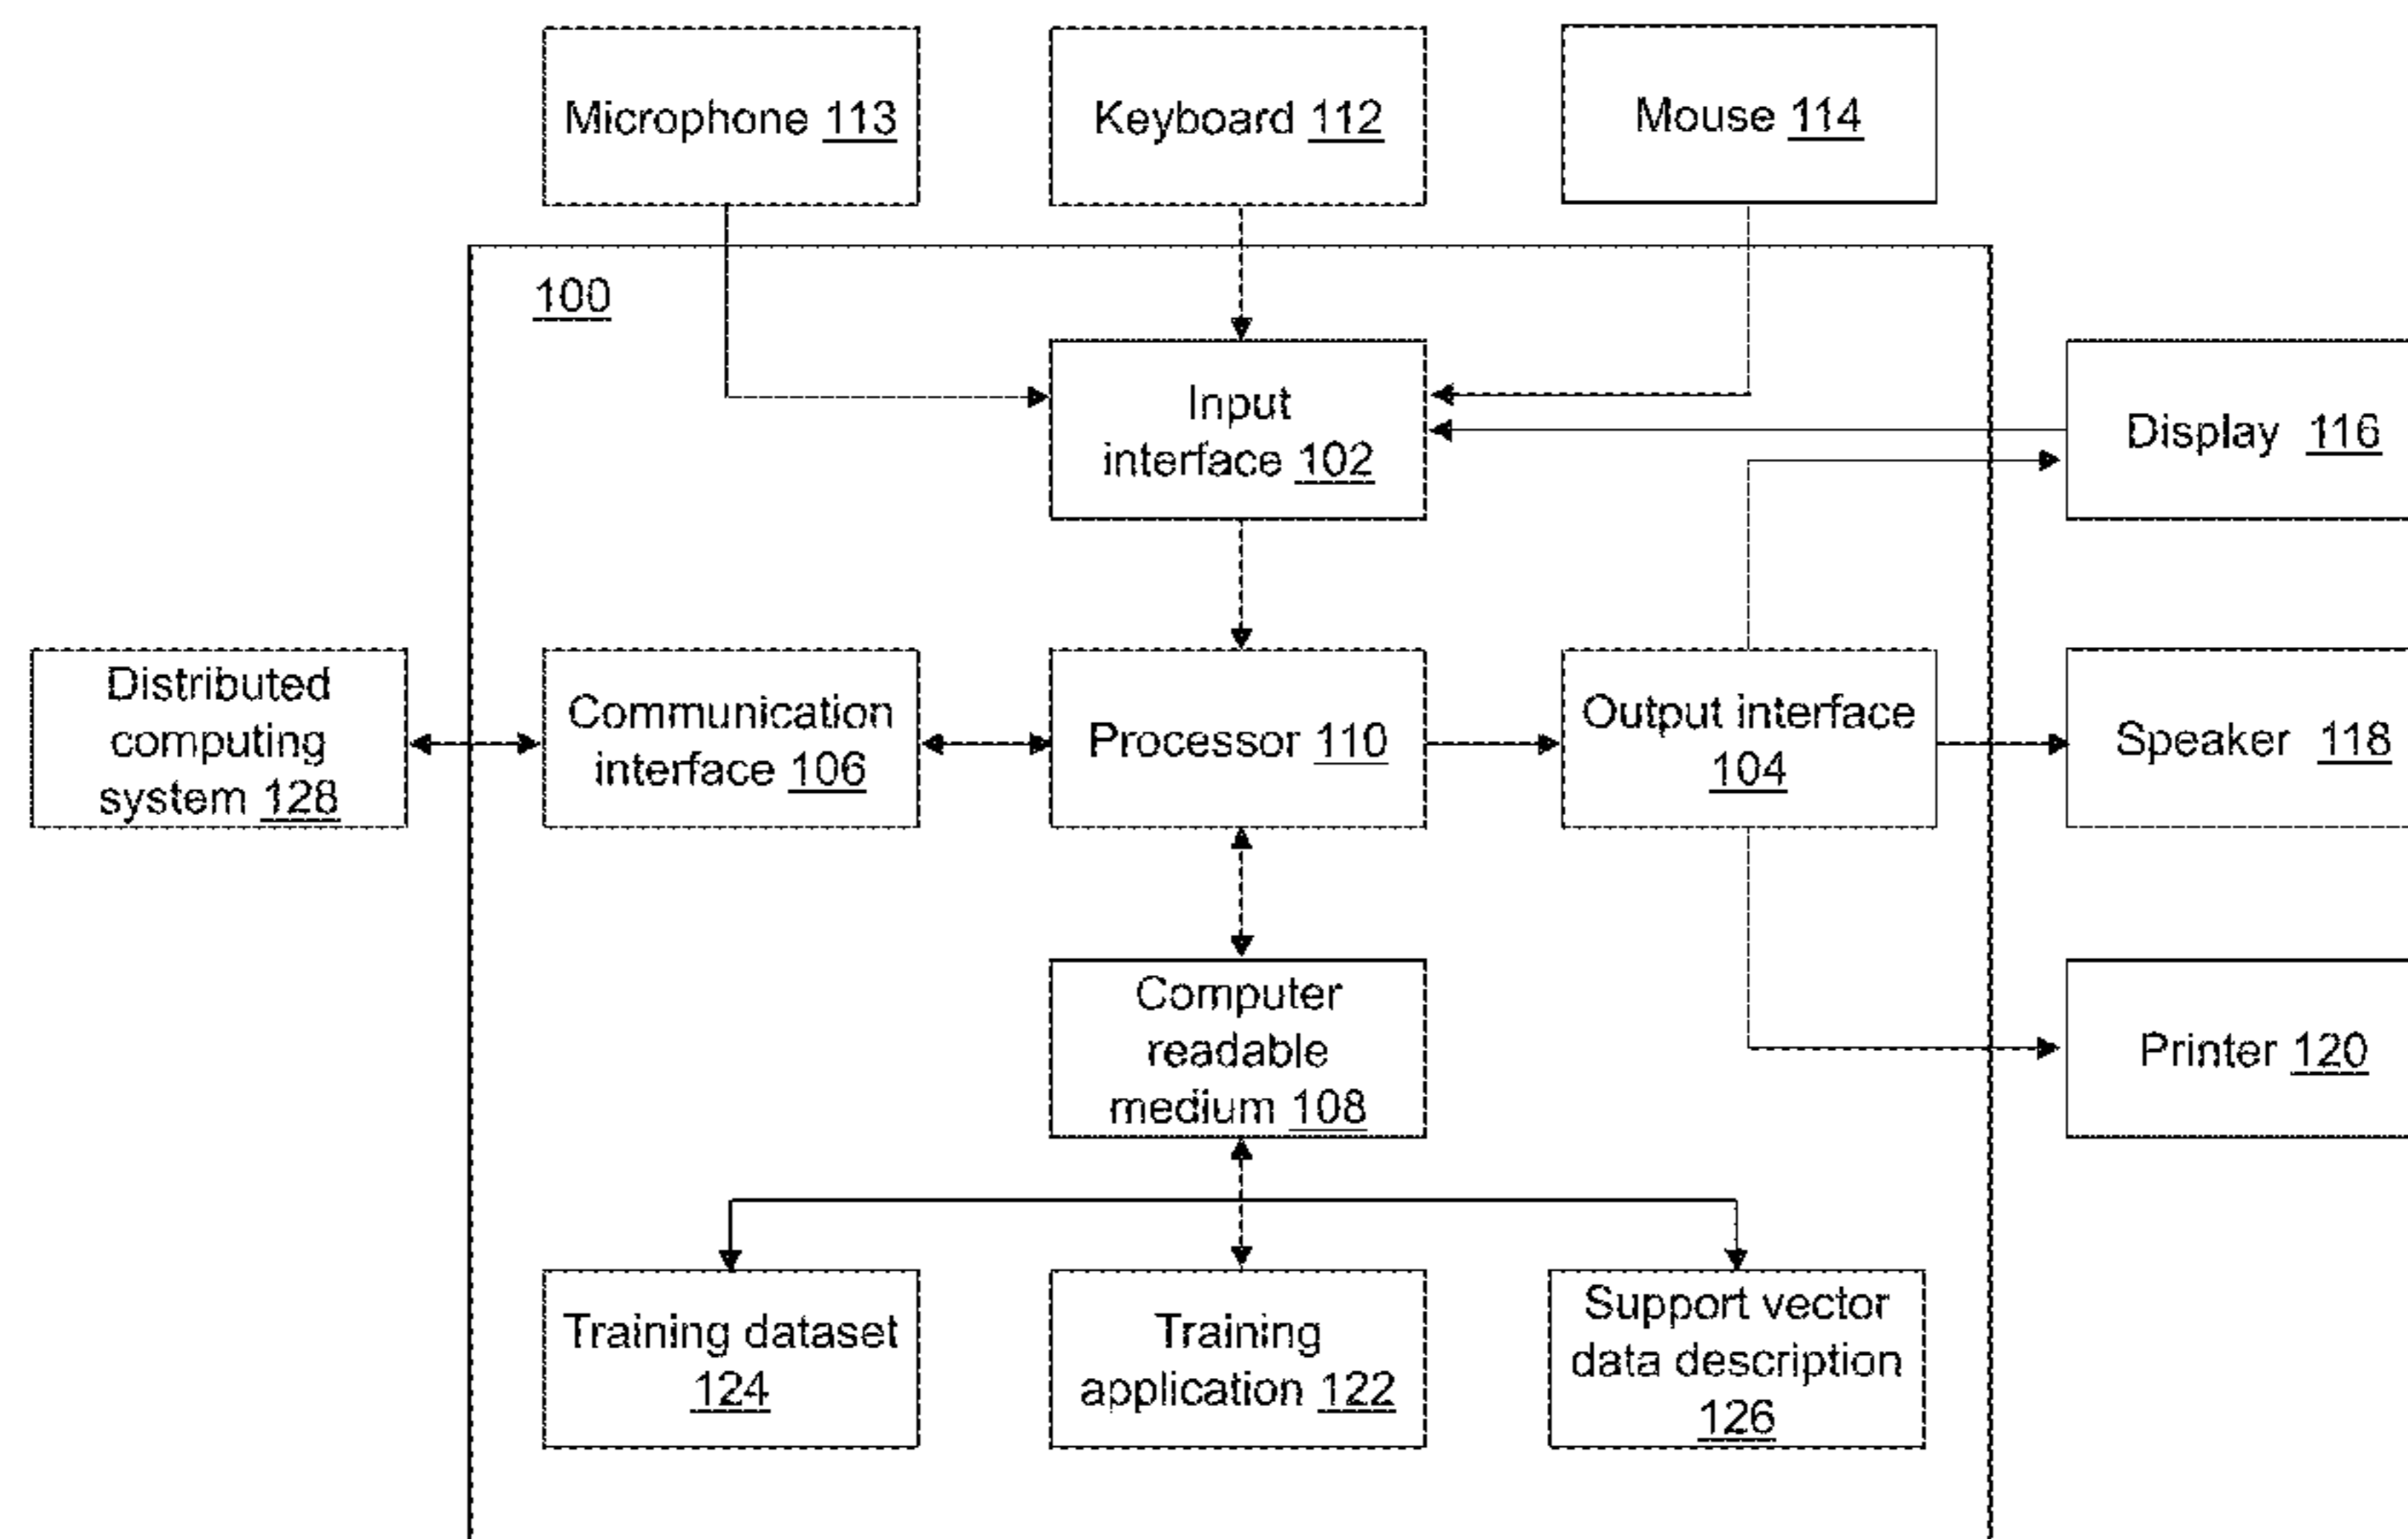 Microphone 113
Keyboard 112
Mouse 114
100
Input
interface 102
Display 116
Distributed
computing
system 128
Communication
interface 106
Processor 110
Output interface
104
Speaker 118
Computer
readable
medium 108
Printer 120
Training dataset
124
Training
application 122
Support vector
data description
126